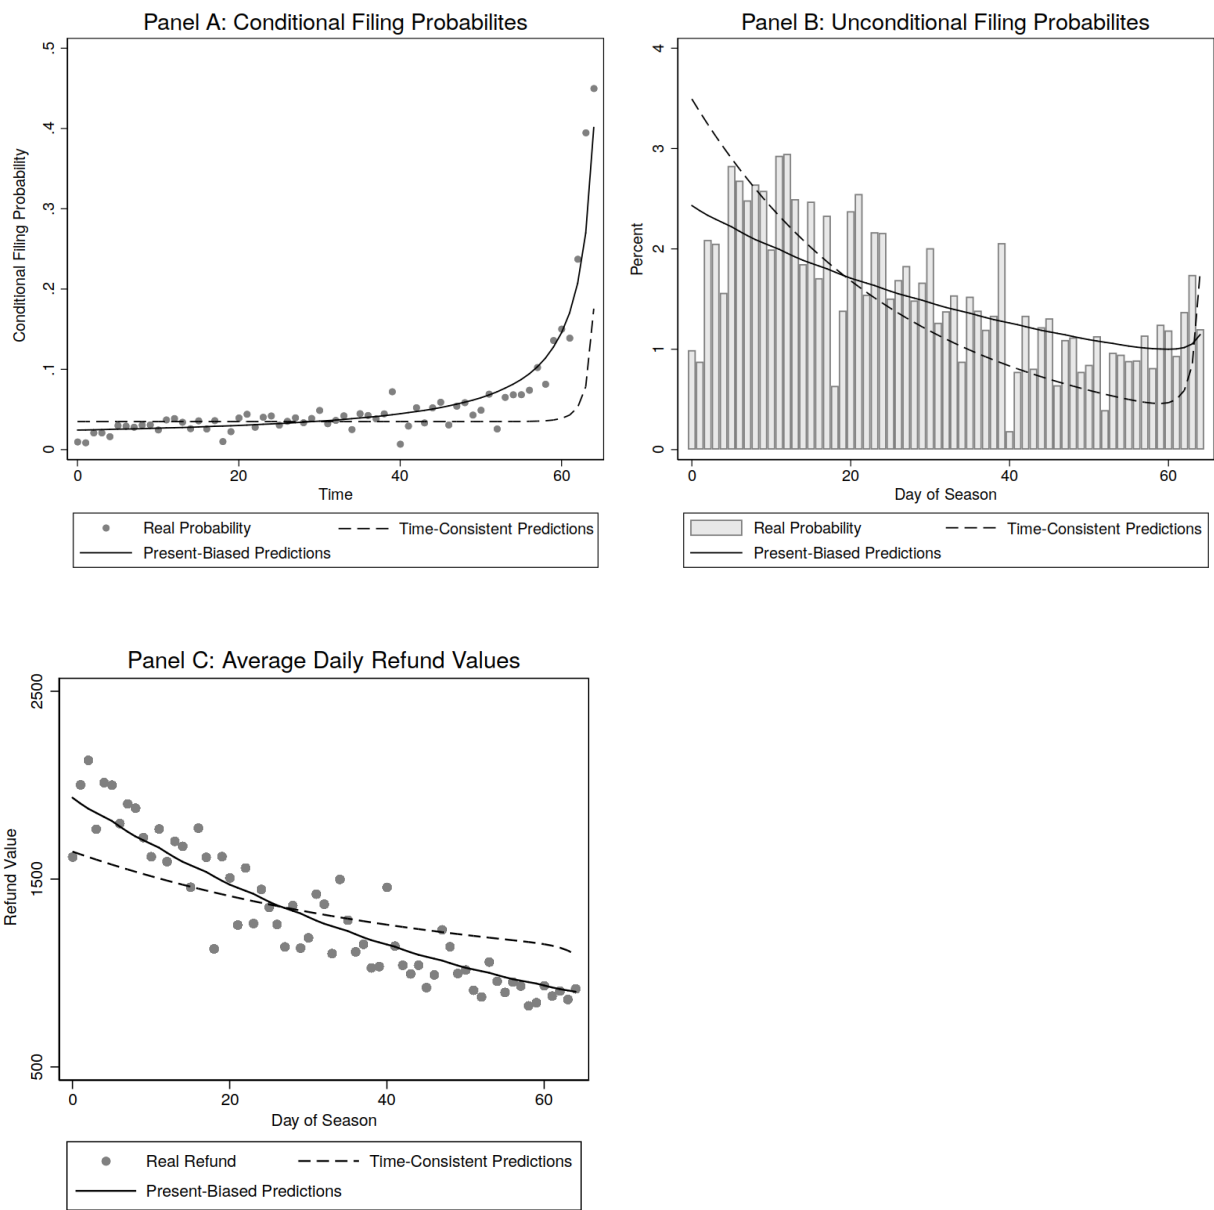 Panel A: Conditional Filing Probabilites
.5
.4
.3
.2
.1
0
Conditional Filing Probability
0 20 40 60
Time
Real Probability Time-Consistent Predictions
Present-Biased Predictions
Panel B: Unconditional Filing Probabilites
4
3
2
1
0
Percent
0 20 40 60
Day of Season
Real Probability Time-Consistent Predictions
Present-Biased Predictions
Panel C: Average Daily Refund Values
2500
1500
500
Refund Value
0 20 40 60
Day of Season
Real Refund Time-Consistent Predictions
Present-Biased Predictions